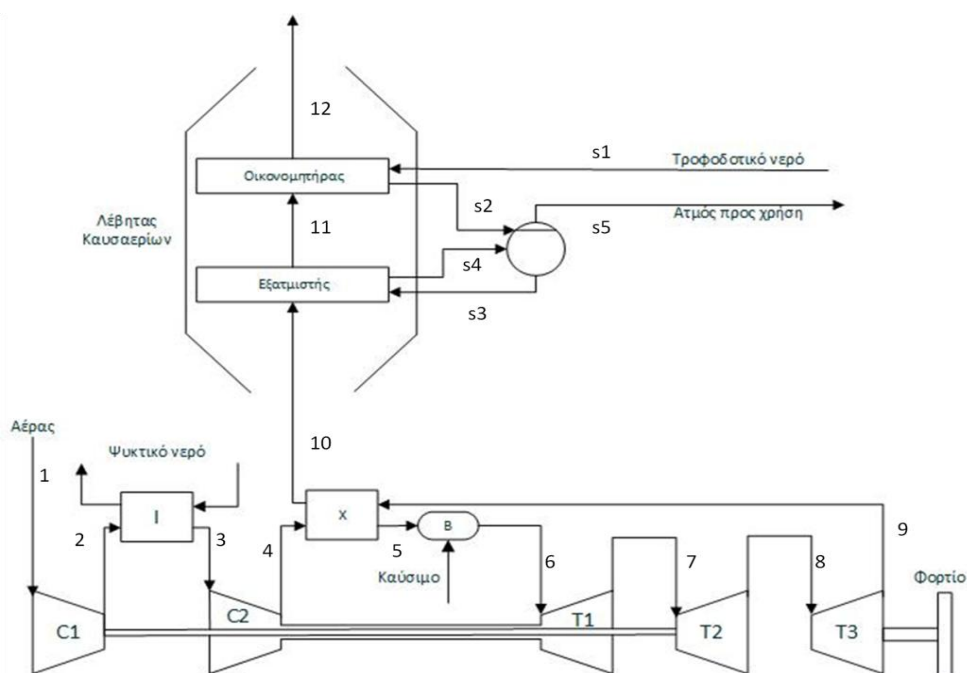 12
s1
Τροφοδοτικό νερό
Οικονομητήρας
s2
Λέβητας
Καυσαερίων
11
s5
Ατμός προς χρήση
s4
Εξατμιστής
s3
Αέρας
10
Ψυκτικό νερό
1
I
X
9
2
3
4
5
B
6
7
8
Καύσιμο
Φορτίο
C1
C2
T1
T2
T3